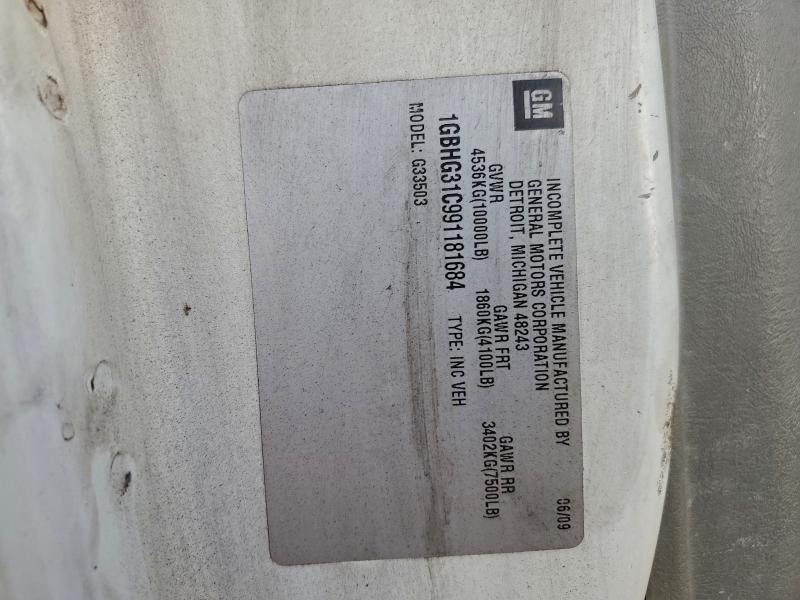 GM
INCOMPLETE VEHICLE MANUFACTURED BY
GENERAL MOTORS CORPORATION 06/09
DETROIT, MICHIGAN 48243
GVWR GAWR FRT GAWR RR
4536KG(10000LB) 1860KG(4100LB) 3402KG(7500LB)
1GBHG31C991181684 TYPE: INC VEH
MODEL: G33503